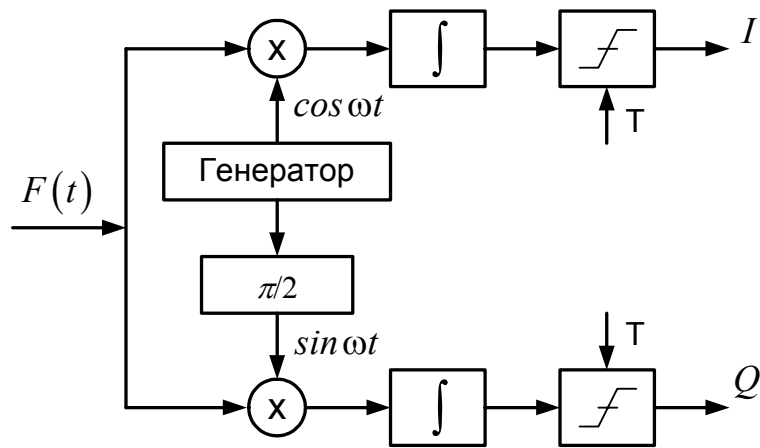 X
∫
I
cos ωt
T
Генератор
F(t)
π/2
T
sin ωt
X
∫
Q